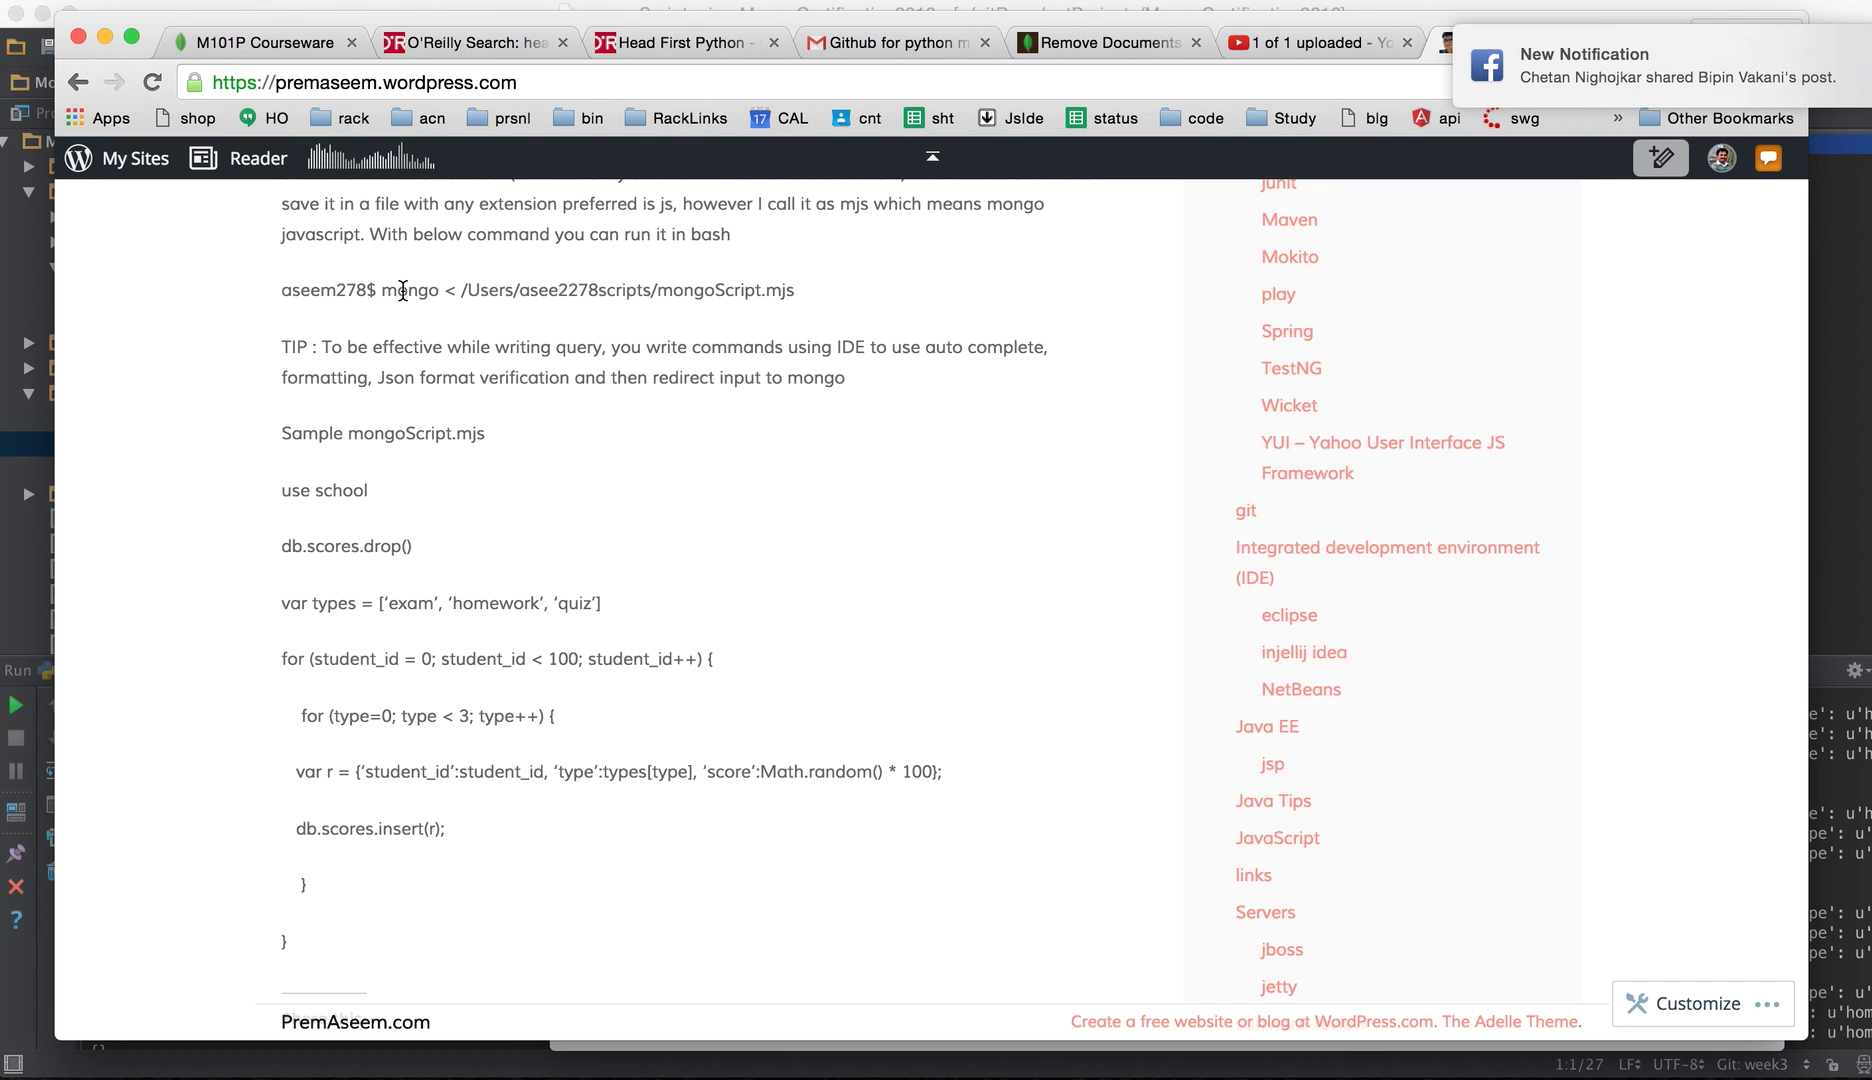 M101P Courseware
O'Reilly Search: hea
Head First Python -
Github for python m
Remove Documents
1 of 1 uploaded - Yo
New Notification
Chetan Nighojkar shared Bipin Vakani's post.
https://premaseem.wordpress.com
Apps shop HO rack acn prsnl bin RackLinks 17 CAL cnt sht JsIde status code Study blg api swg » Other Bookmarks
My Sites Reader
save it in a file with any extension preferred is js, however I call it as mjs which means mongo
javascript. With below command you can run it in bash
aseem278$ mongo < /Users/asee2278scripts/mongoScript.mjs
TIP : To be effective while writing query, you write commands using IDE to use auto complete,
formatting, Json format verification and then redirect input to mongo
Sample mongoScript.mjs
use school
db.scores.drop()
var types = [‘exam’, ‘homework’, ‘quiz’]
for (student_id = 0; student_id < 100; student_id++) {
for (type=0; type < 3; type++) {
var r = {‘student_id’:student_id, ‘type’:types[type], ‘score’:Math.random() * 100};
db.scores.insert(r);
}
}
junit
Maven
Mokito
play
Spring
TestNG
Wicket
YUI – Yahoo User Interface JS
Framework
git
Integrated development environment
(IDE)
eclipse
injellij idea
NetBeans
Java EE
jsp
Java Tips
JavaScript
links
Servers
jboss
jetty
Customize
PremAseem.com
Create a free website or blog at WordPress.com. The Adelle Theme.
Run
e': u'h
e': u'h
e': u'h
e': u'h
pe': u'
pe': u'
pe': u'
pe': u'
pe': u'
pe': u'
: u'hom
: u'hom
1:1/27 LF UTF-8 Git: week3